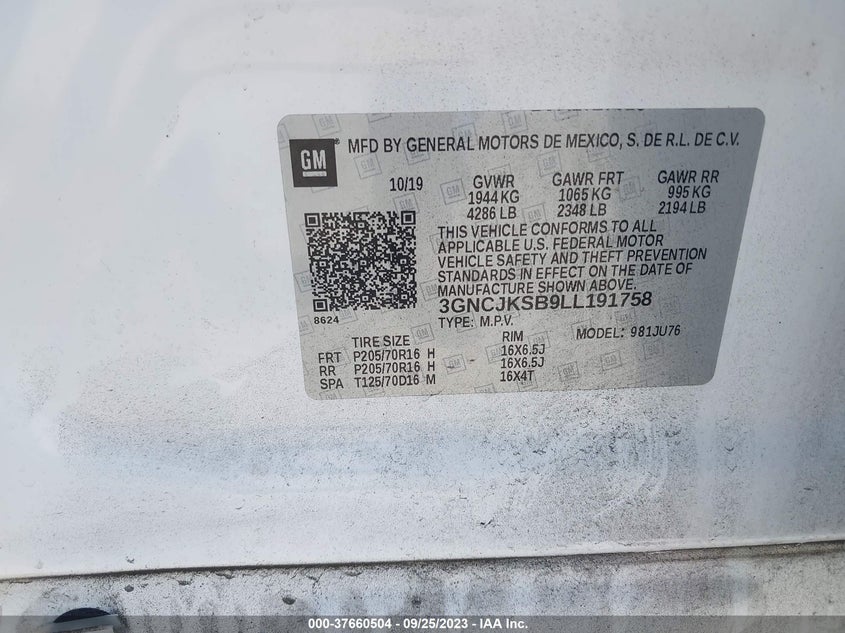 GM
MFD BY GENERAL MOTORS DE MEXICO, S. DE R.L. DE C.V.
10/19 GVWR GAWR FRT GAWR RR
1944 KG 1065 KG 995 KG
4286 LB 2348 LB 2194 LB
THIS VEHICLE CONFORMS TO ALL
APPLICABLE U.S. FEDERAL MOTOR
VEHICLE SAFETY AND THEFT PREVENTION
STANDARDS IN EFFECT ON THE DATE OF
MANUFACTURE SHOWN ABOVE.
8624
3GNCJKSB9LL191758
TYPE: M.P.V. MODEL: 981JU76
TIRE SIZE RIM
FRT P205/70R16 H 16X6.5J
RR P205/70R16 H 16X6.5J
SPA T125/70D16 M 16X4T
000-37660504 / 09/25/2023 - © IAA Inc.